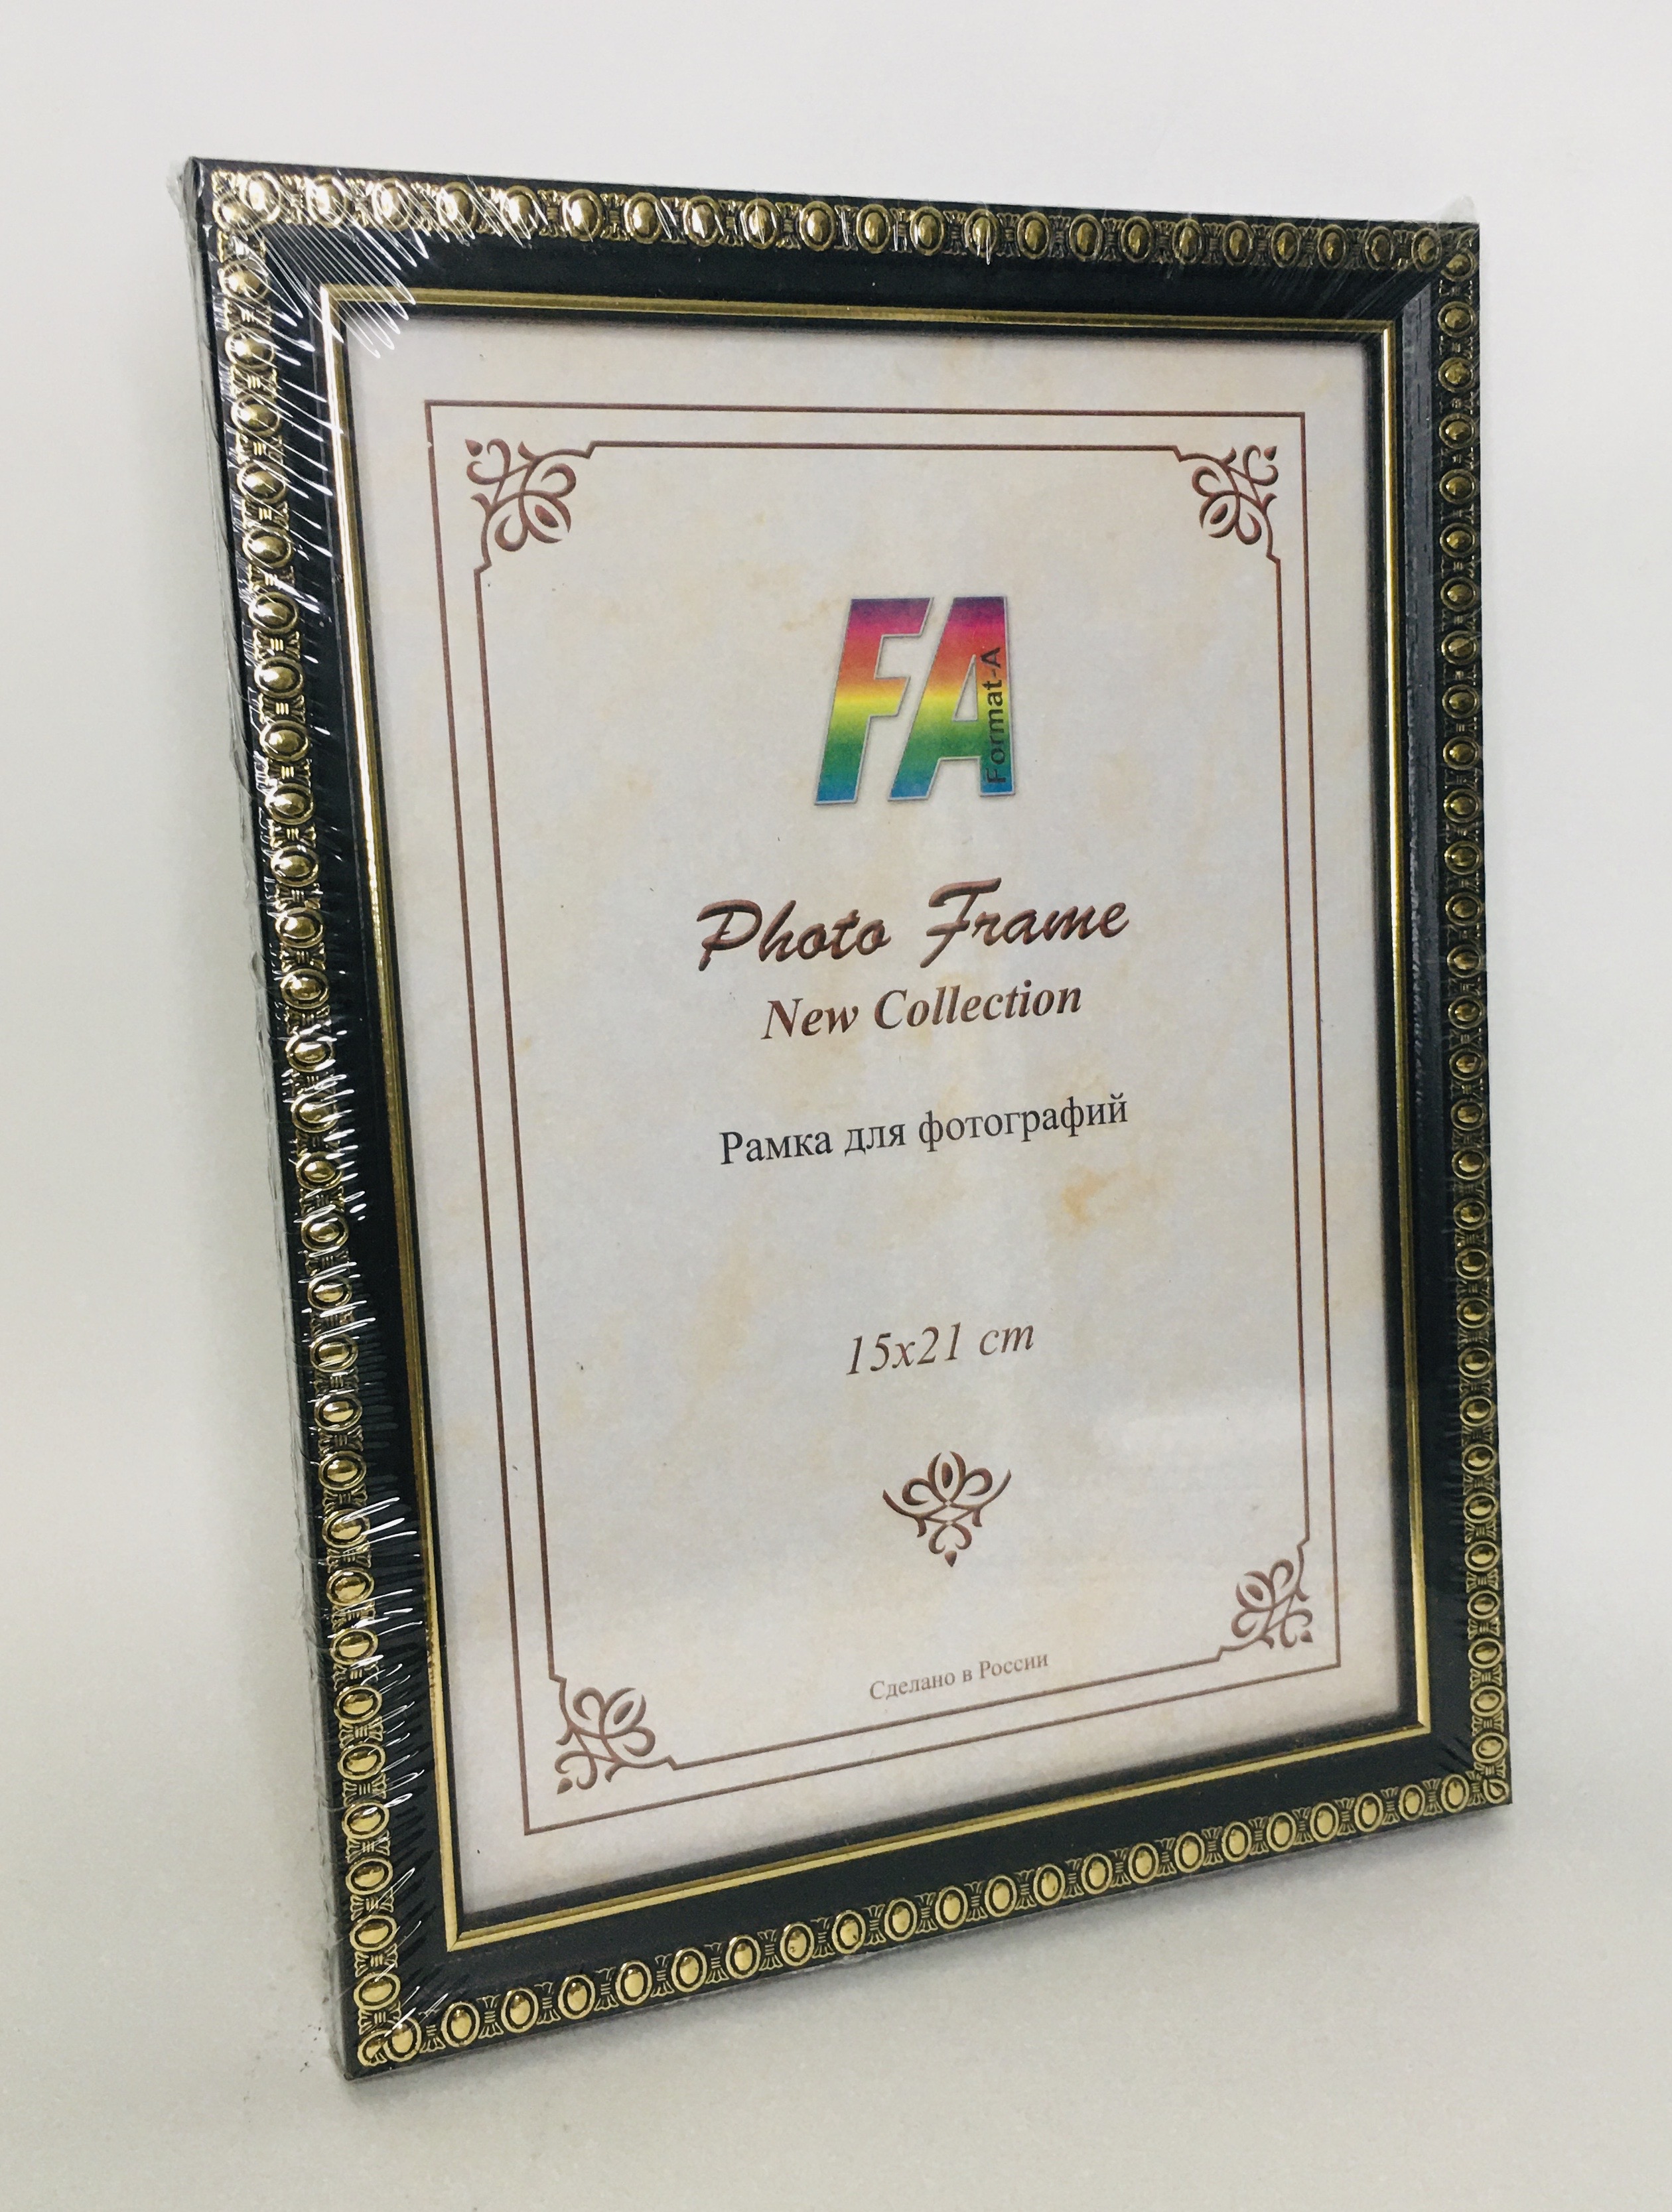 FA
Format-A
Photo Frame
New Collection
Рамка для фотографий
15x21 cm
Сделано в России